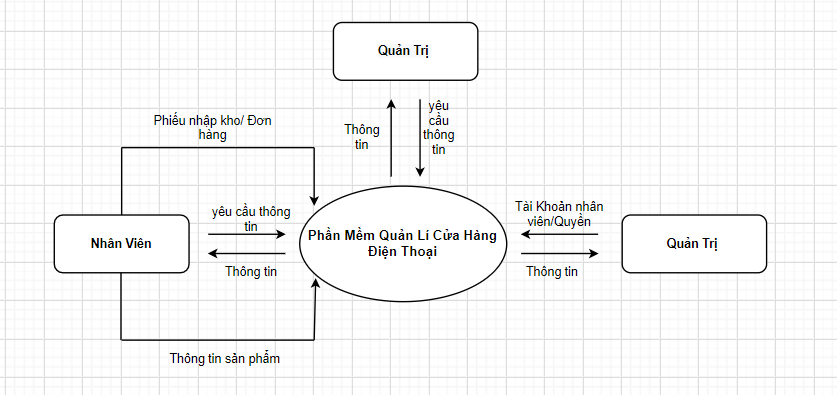 Quản Trị
Phiếu nhập kho/ Đơn
hàng
Thông
tin
yêu
cầu
thông
tin
Nhân Viên
yêu cầu thông
tin
Thông tin
Phần Mềm Quản Lí Cửa Hàng
Điện Thoại
Tài Khoản nhân
viên/Quyền
Thông tin
Quản Trị
Thông tin sản phẩm